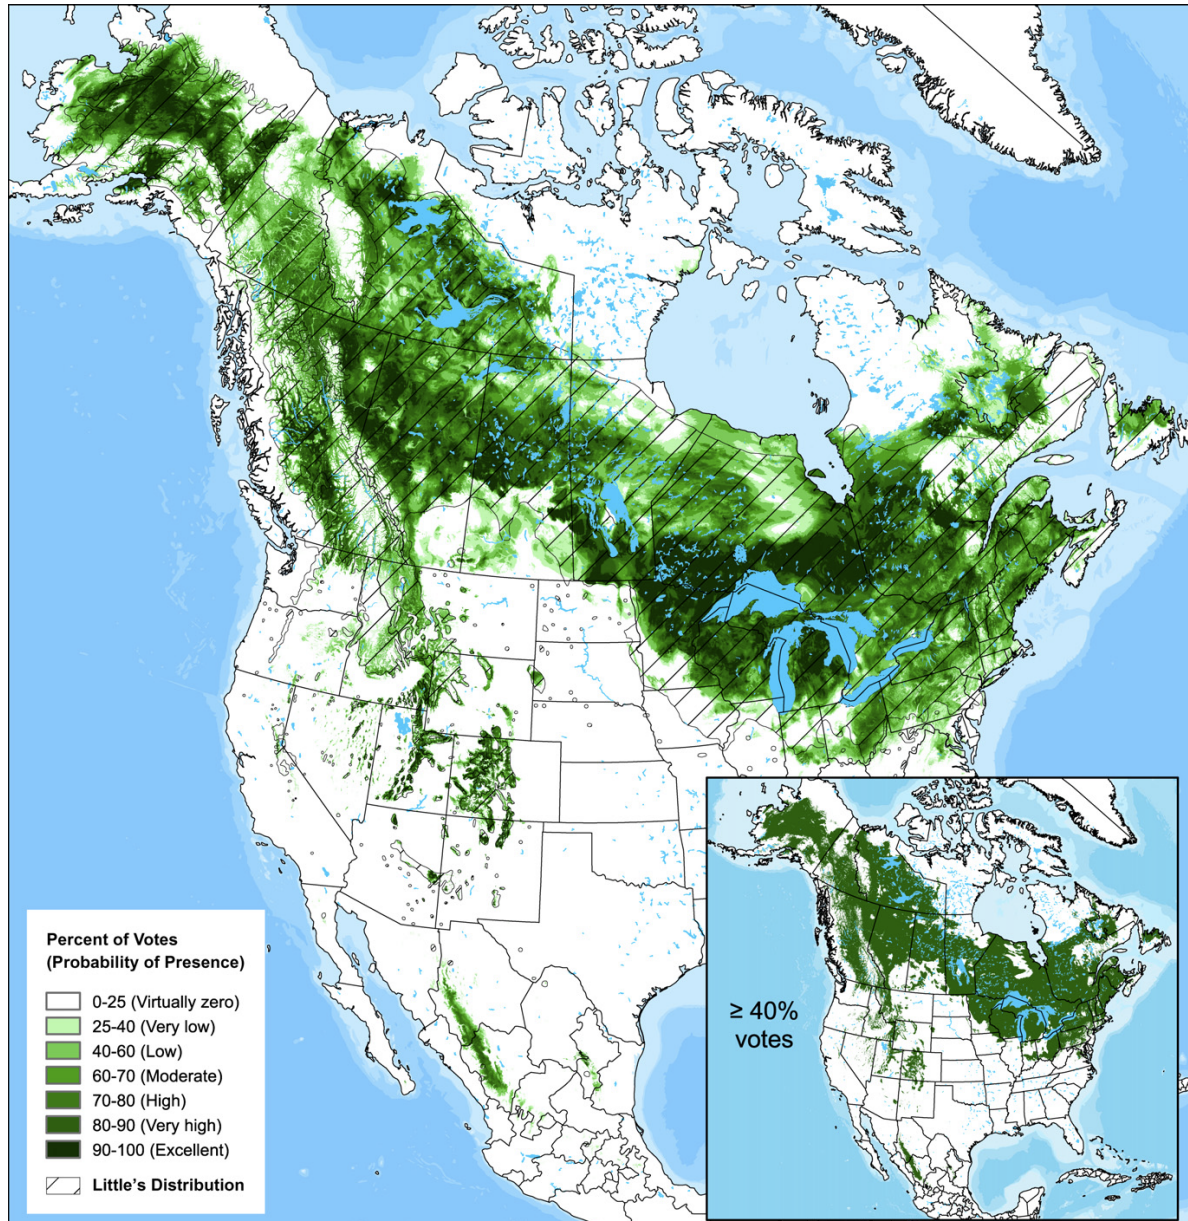 Percent of Votes
(Probability of Presence)
0-25 (Virtually zero)
25-40 (Very low)
40-60 (Low)
60-70 (Moderate)
70-80 (High)
80-90 (Very high)
90-100 (Excellent)
Little's Distribution
≥ 40%
votes